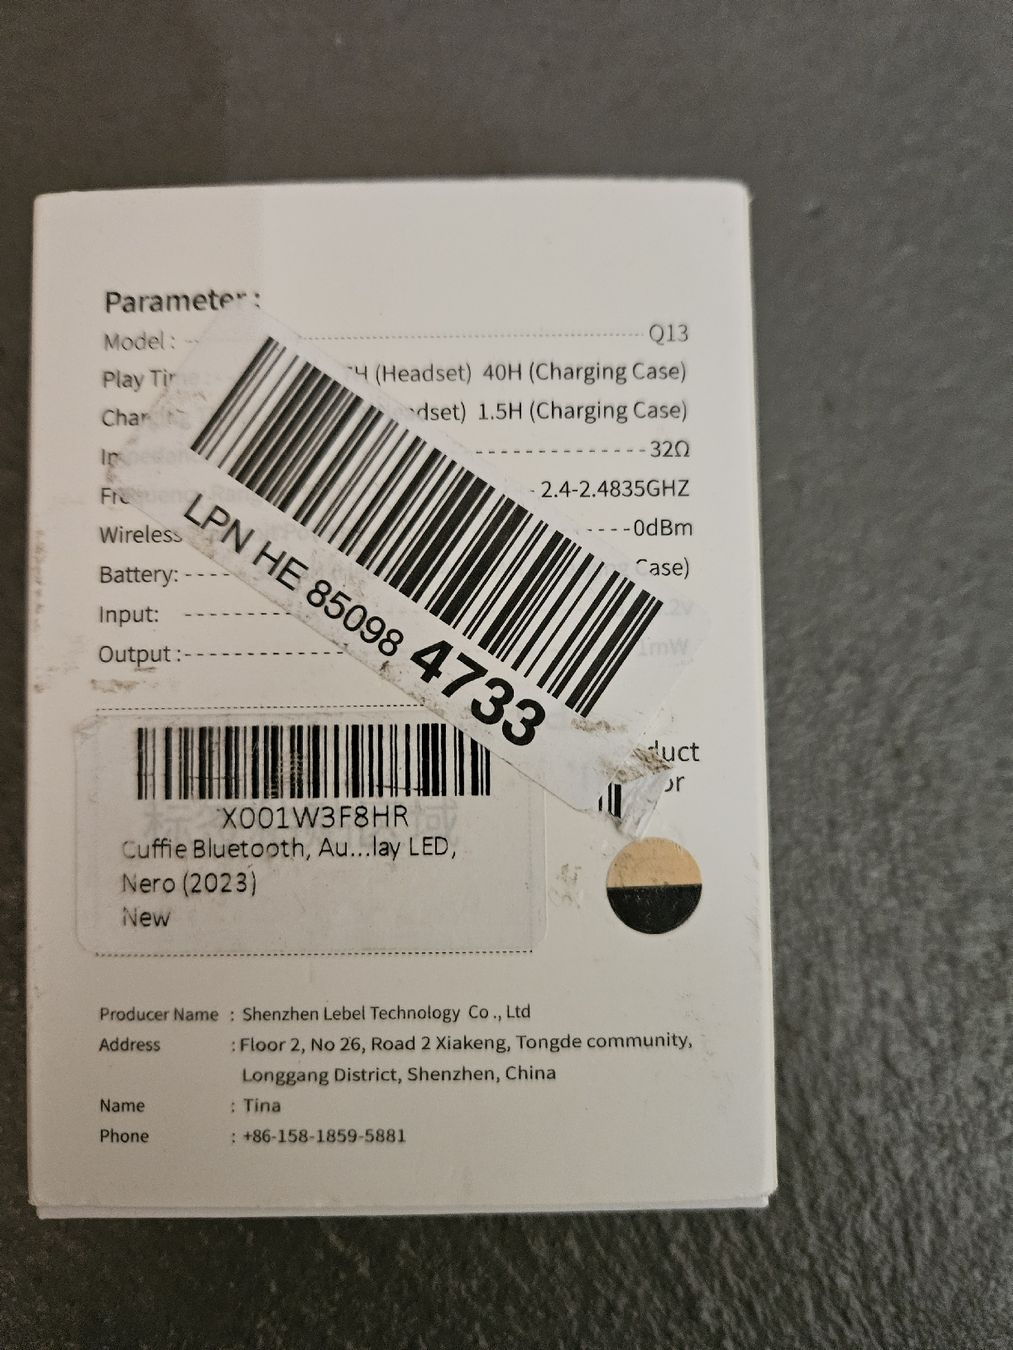 Parameter :
Model : Q13
Play (Headset) 40H (Charging Case)
1.5H (Charging Case)
32Ω
2.4-2.4835GHZ
Wireless 0dBm
Battery: Case)
Input:
Output :
LPN HE 85098 4733
X001W3F8HR
Cuffie Bluetooth, Au...lay LED,
Nero (2023)
New
Producer Name : Shenzhen Lebel Technology Co ., Ltd
Address : Floor 2, No 26, Road 2 Xiakeng, Tongde community,
Longgang District, Shenzhen, China
Name : Tina
Phone : +86-158-1859-5881